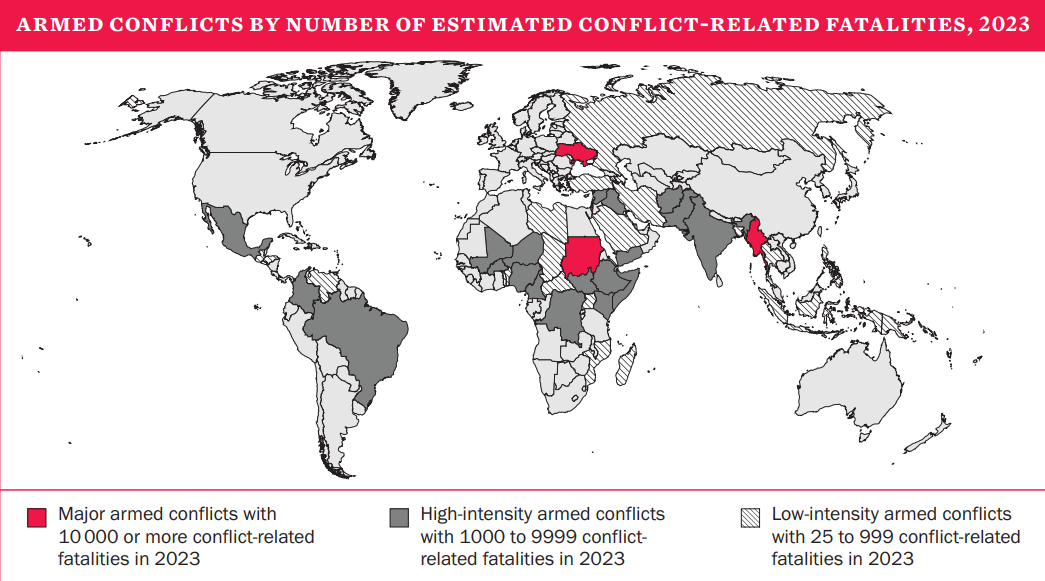 ARMED CONFLICTS BY NUMBER OF ESTIMATED CONFLICT-RELATED FATALITIES, 2023
Major armed conflicts with
10 000 or more conflict-related
fatalities in 2023
High-intensity armed conflicts
with 1000 to 9999 conflict-
related fatalities in 2023
Low-intensity armed conflicts
with 25 to 999 conflict-related
fatalities in 2023